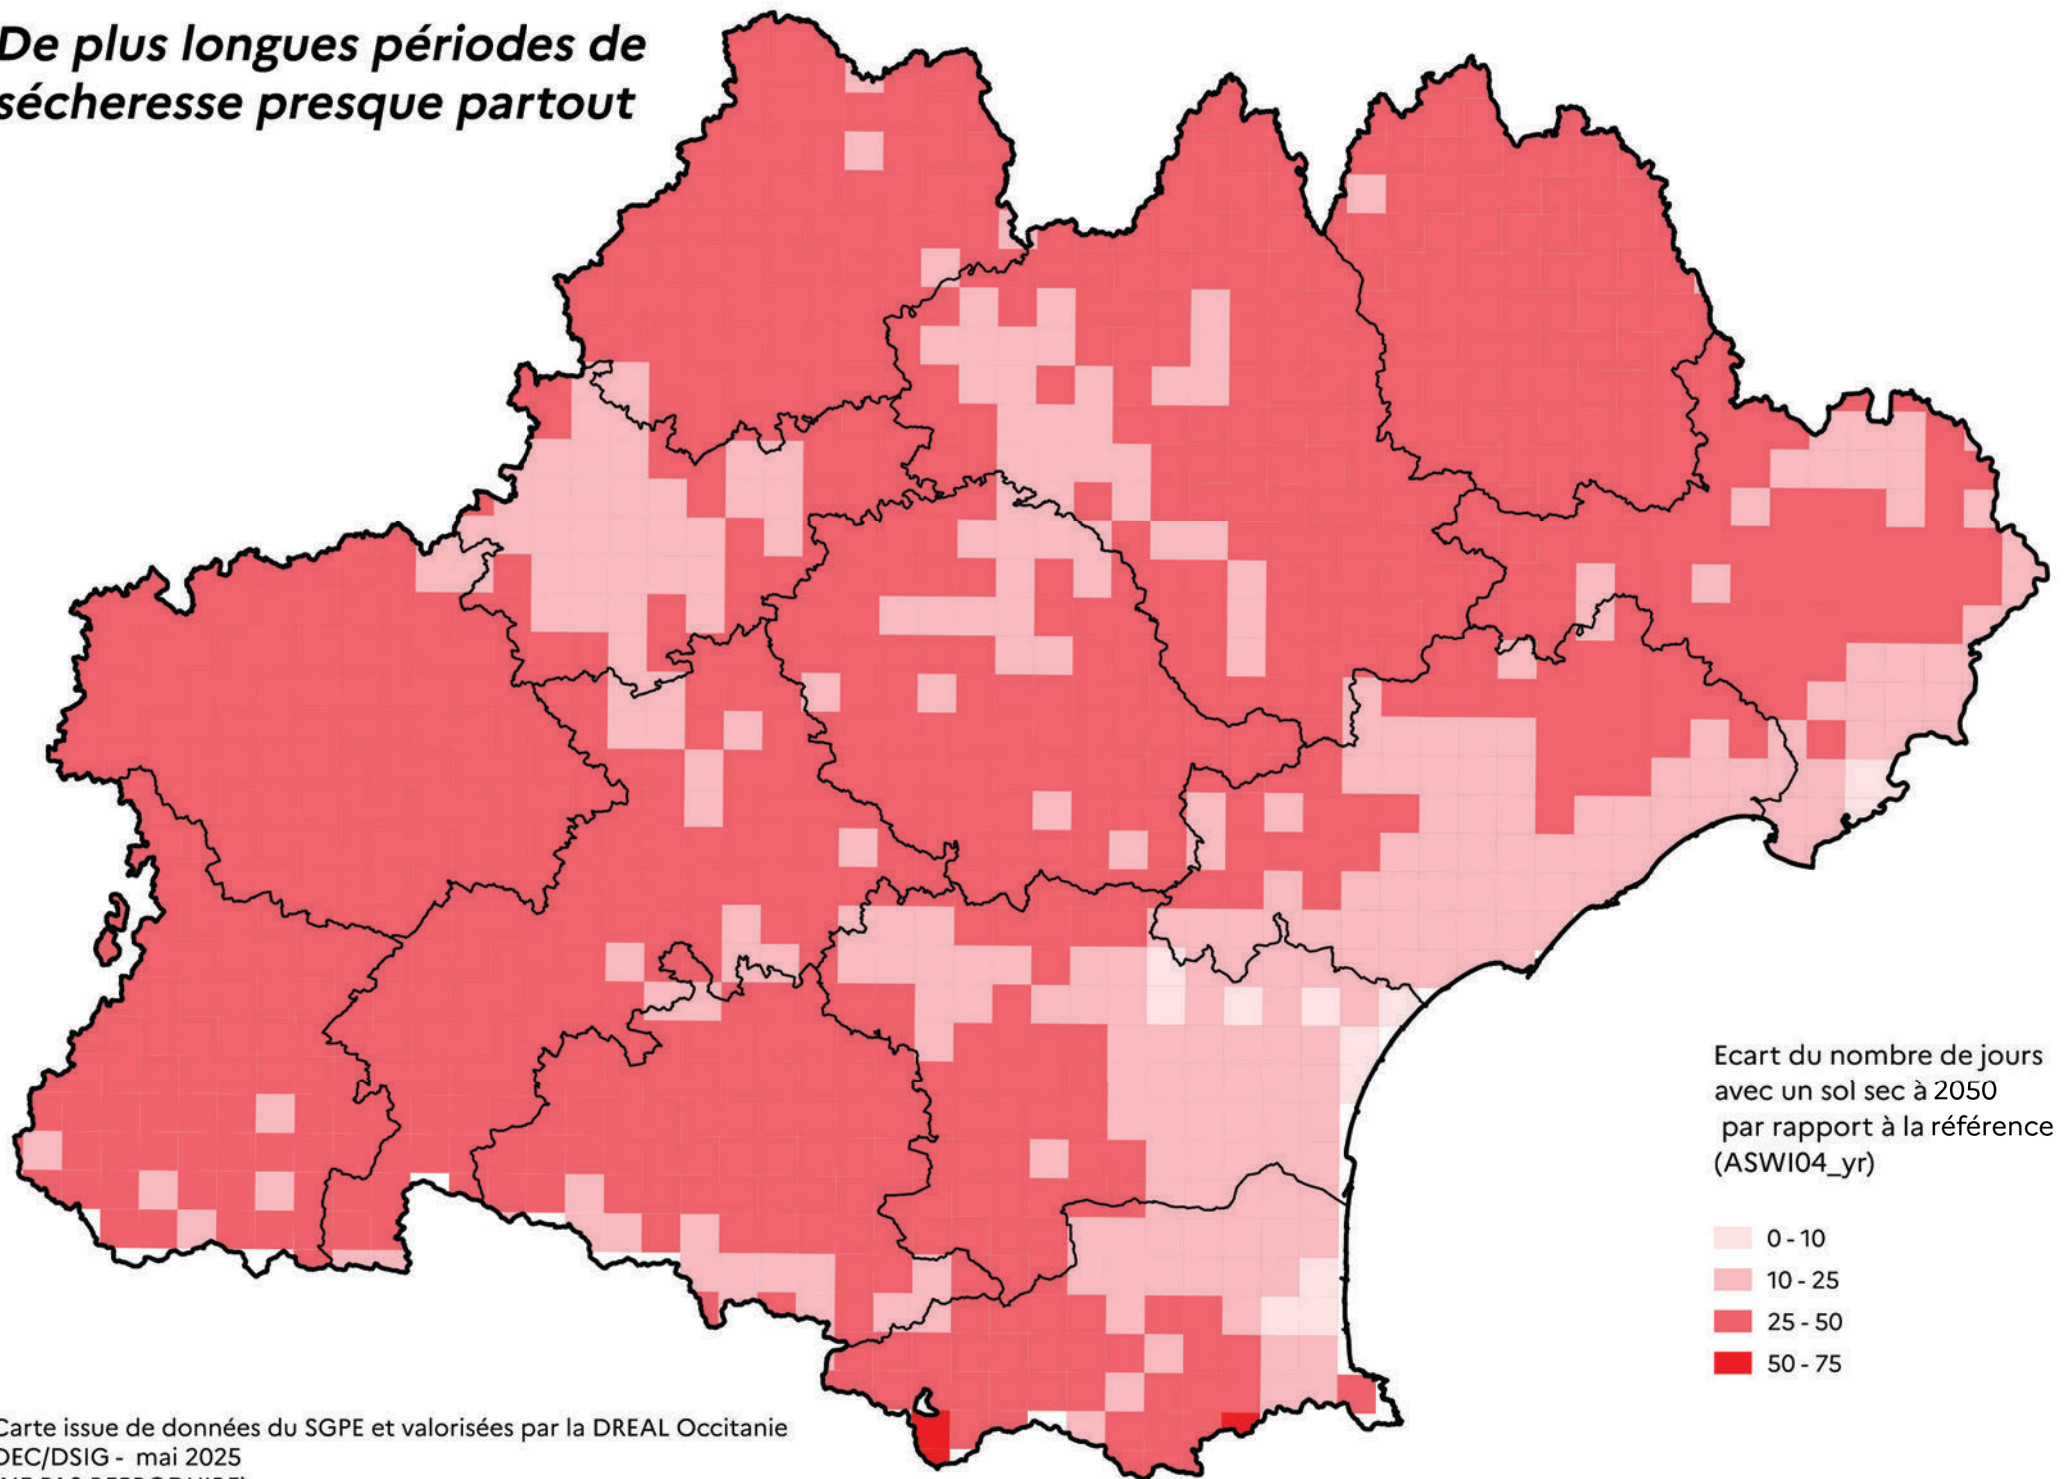 De plus longues périodes de
sécheresse presque partout
Ecart du nombre de jours
avec un sol sec à 2050
par rapport à la référence
(ASWI04_yr)
0 - 10
10 - 25
25 - 50
50 - 75
Carte issue de données du SGPE et valorisées par la DREAL Occitanie
DEC/DSIG - mai 2025